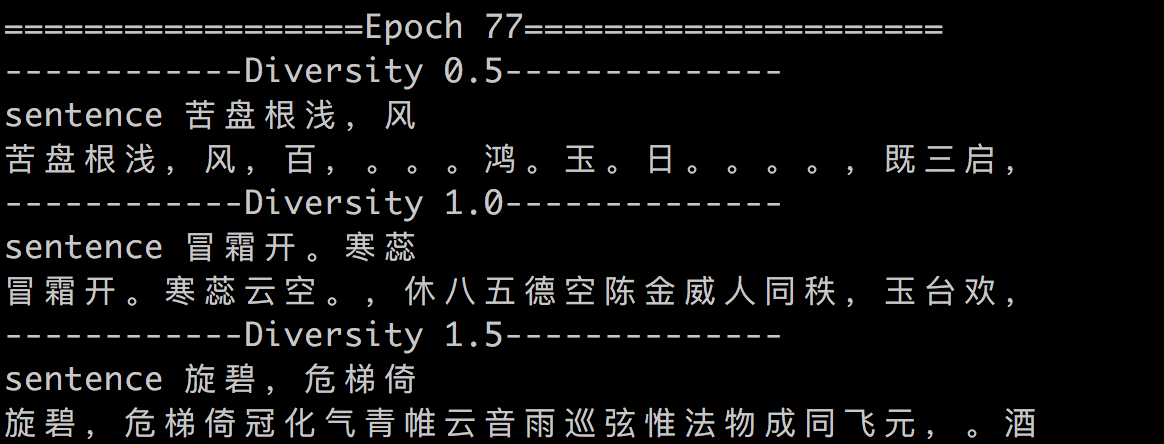 ==================Epoch 77=====================
------------Diversity 0.5--------------
sentence 苦盘根浅，风
苦盘根浅，风，百，。。。鸿。玉。日。。。。，既三启，
------------Diversity 1.0--------------
sentence 冒霜开。寒蕊
冒霜开。寒蕊云空。，休八五德空陈金威人同秩，玉台欢，
------------Diversity 1.5--------------
sentence 旋碧，危梯倚
旋碧，危梯倚冠化气青帷云音雨巡弦惟法物成同飞元，。酒